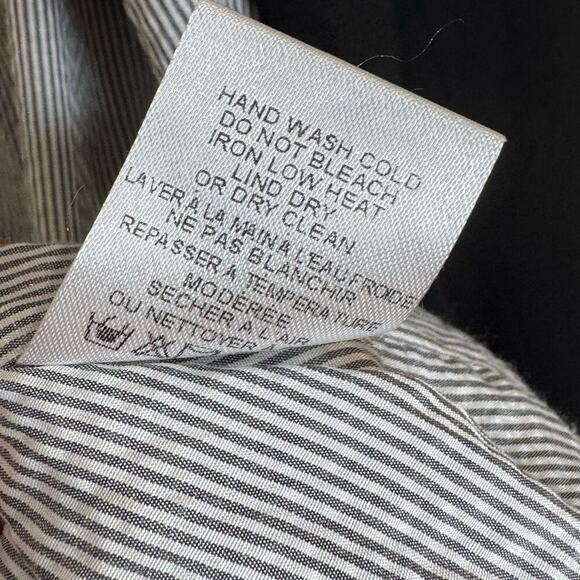 HAND WASH COLD
DO NOT BLEACH
IRON LOW HEAT
LIND DRY
OR DRY CLEAN
LAVER A LA MAIN A L'EAU FROIDE
NE PAS BLANCHIR
REPASSER A TEMPERATURE
MODEREE
SECHER A L'AIR
OU NETTOYER